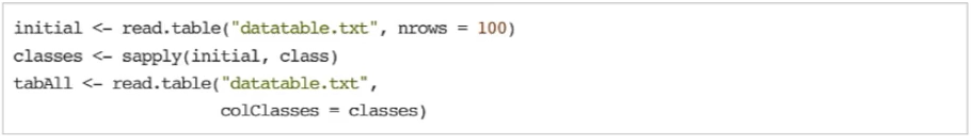 initial <- read.table("datatable.txt", nrows = 100)
classes <- sapply(initial, class)
tabAll <- read.table("datatable.txt",
                     colClasses = classes)